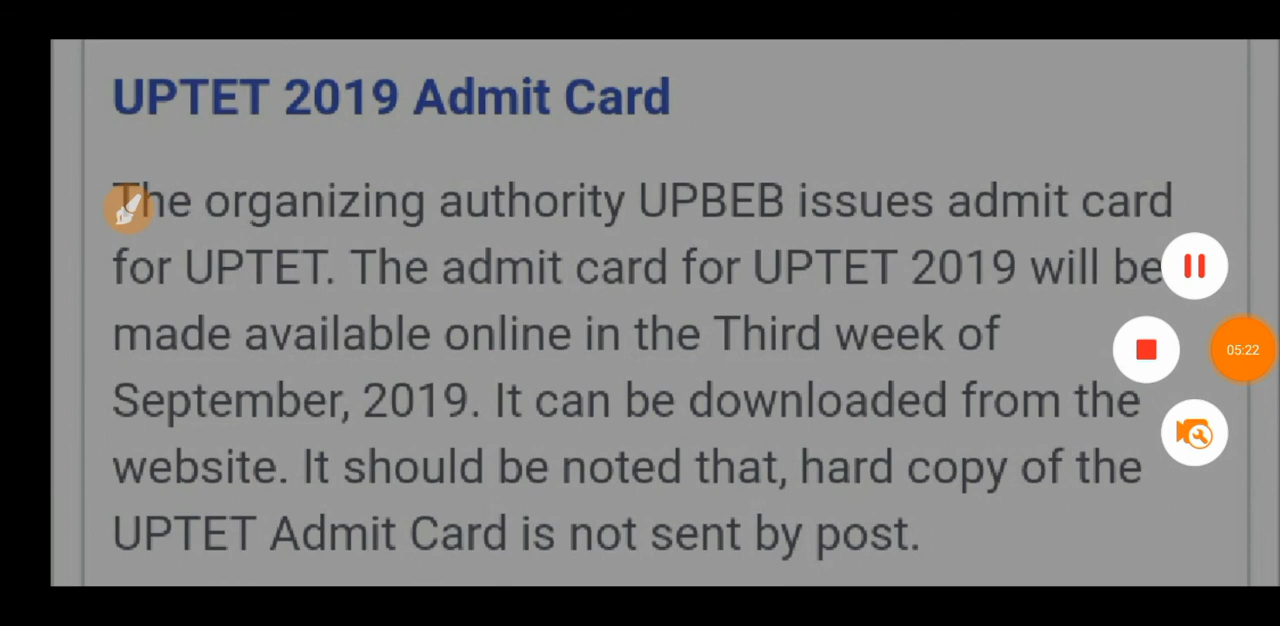 UPTET 2019 Admit Card
The organizing authority UPBEB issues admit card
for UPTET. The admit card for UPTET 2019 will be
made available online in the Third week of
September, 2019. It can be downloaded from the
website. It should be noted that, hard copy of the
UPTET Admit Card is not sent by post.
05:22